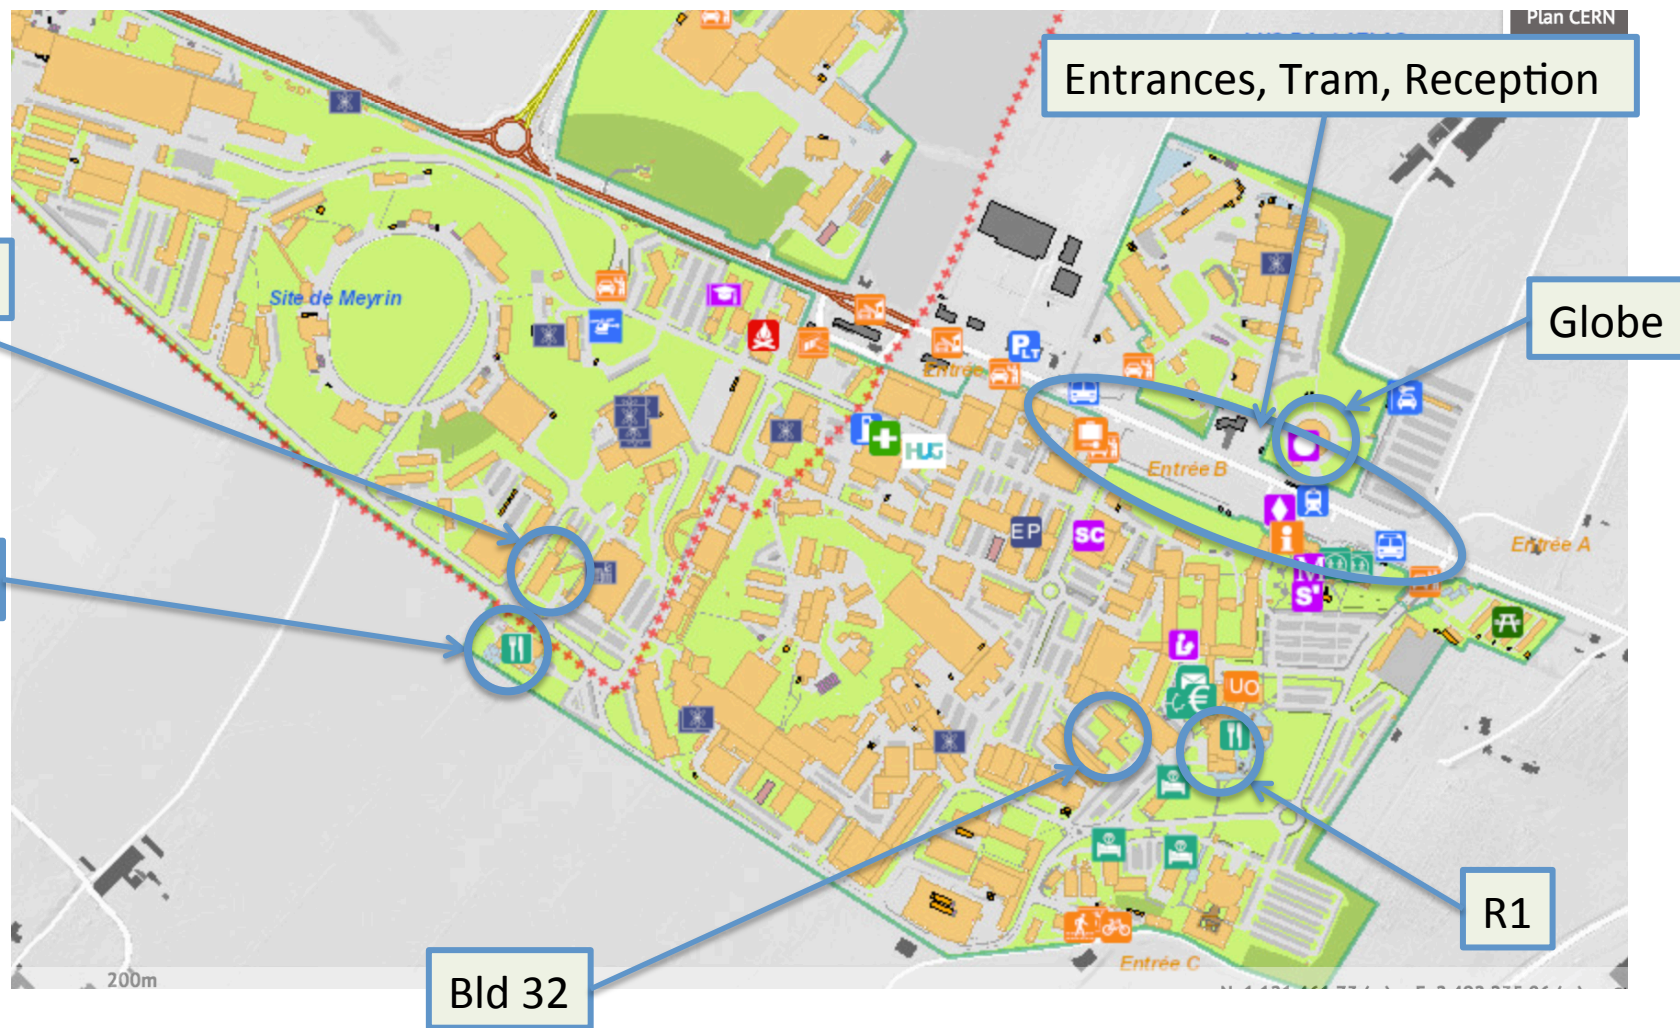 Plan CERN
Entrances, Tram, Reception
Site de Meyrin
Globe
PLT
Entrée
HUG
Entrée B
EP
SC
Entrée A
M
S
UO
€
R1
Entrée C
200m
Bld 32